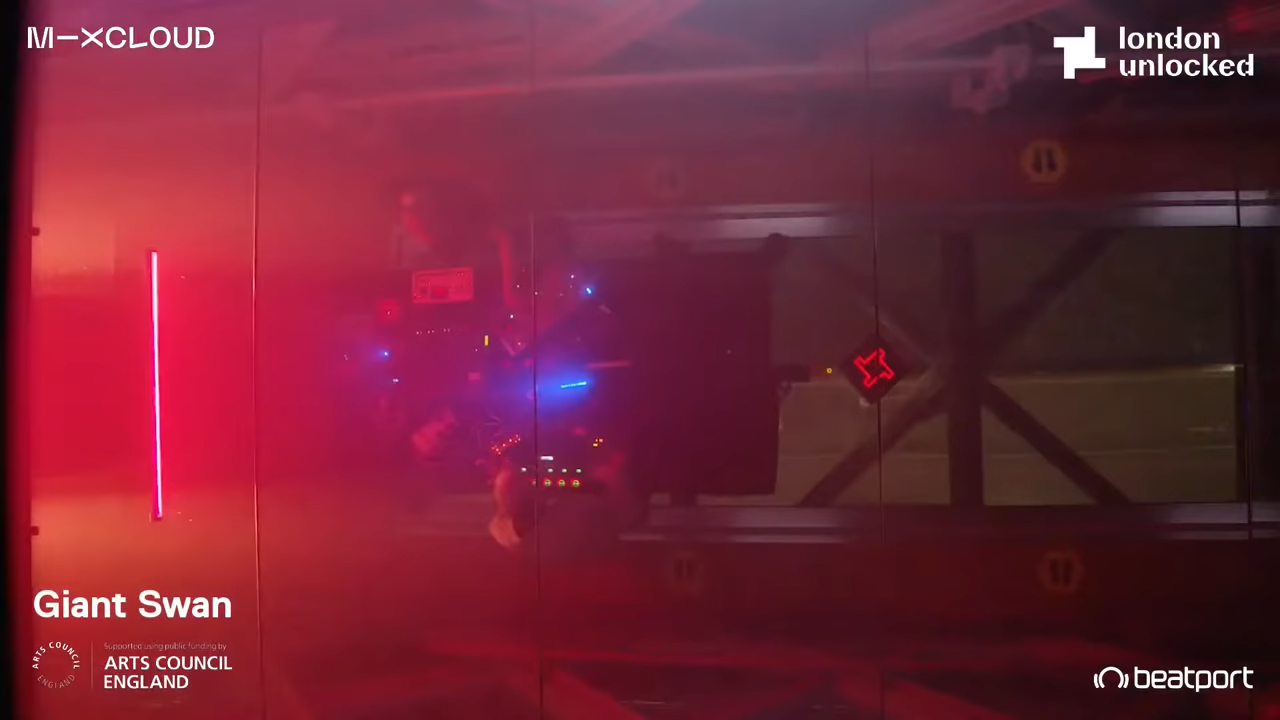 M—XCLOUD
london
unlocked
Giant Swan
ARTS COUNCIL
ENGLAND
Supported using public funding by
ARTS COUNCIL
ENGLAND
beatport